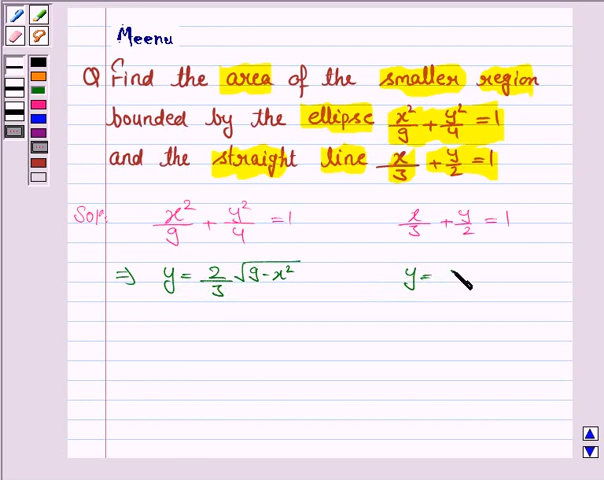 Meenu
Q Find the area of the smaller region
bounded by the ellipse x²/9 + y²/4 = 1
and the straight line x/3 + y/2 = 1
Soln: x²/9 + y²/4 = 1 x/3 + y/2 = 1
⇒ y = 2/3 √(9-x²) y =